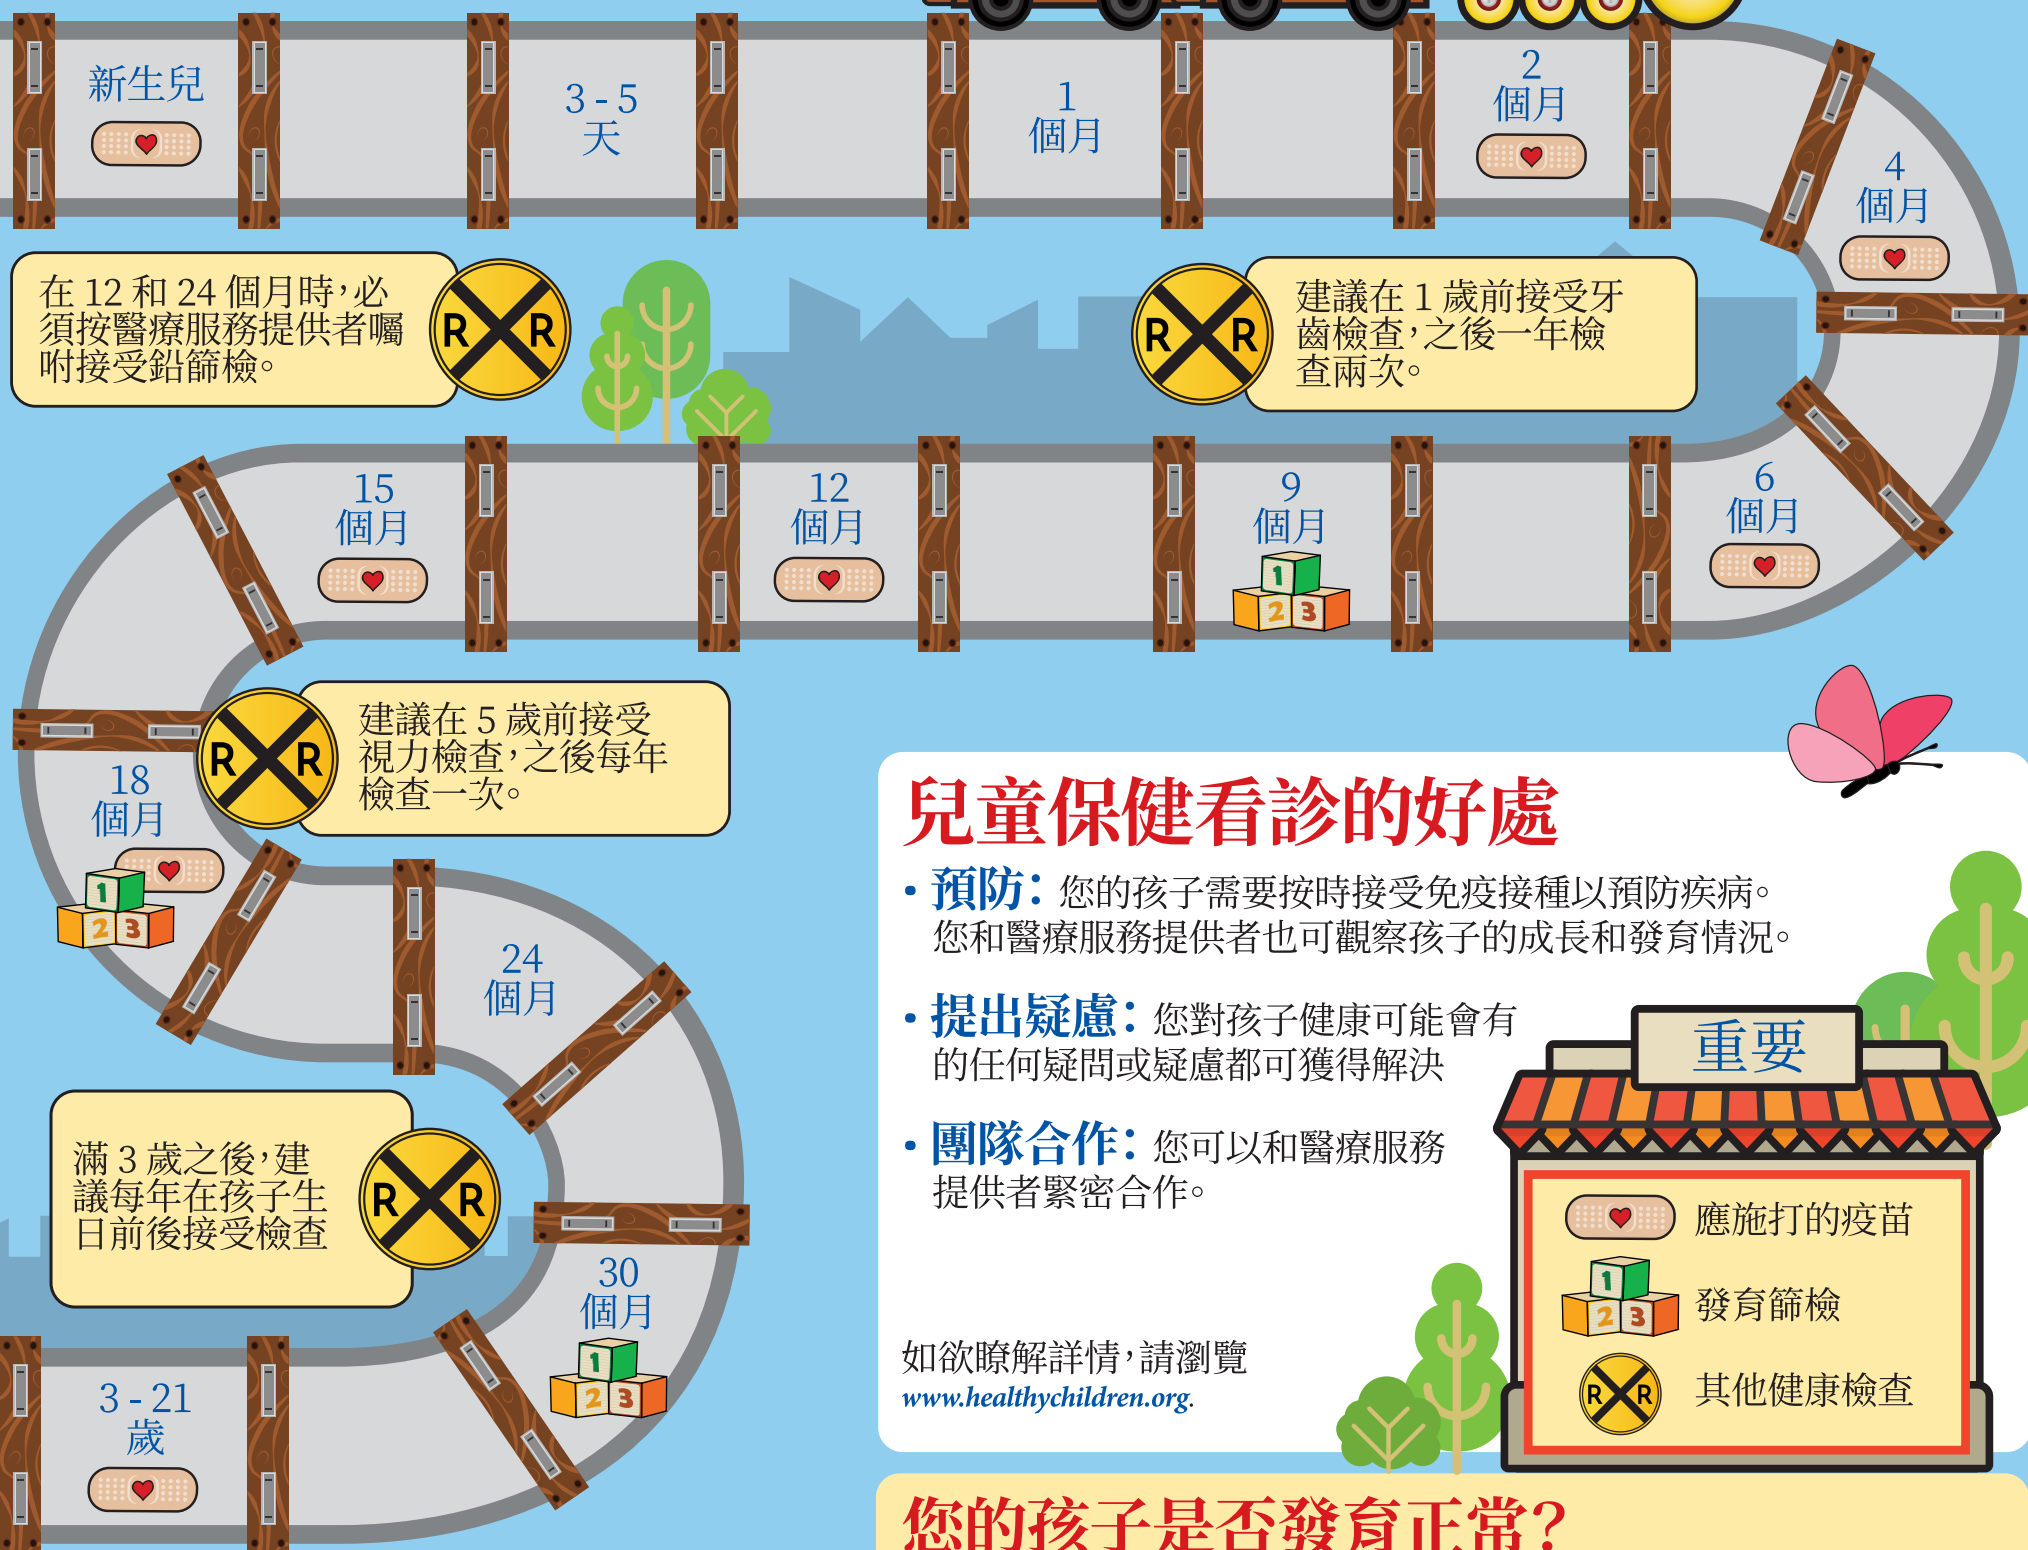 新生兒
3 - 5
天
1
個月
2
個月
4
個月
在 12 和 24 個月時，必
須按醫療服務提供者囑
咐接受鉛篩檢。
R R
R R
建議在 1 歲前接受牙
齒檢查，之後一年檢
查兩次。
15
個月
12
個月
9
個月
1
2 3
6
個月
R R
建議在 5 歲前接受
視力檢查，之後每年
檢查一次。
18
個月
1
2 3
24
個月
滿 3 歲之後，建
議每年在孩子生
日前後接受檢查
R R
30
個月
1
2 3
3 - 21
歲
兒童保健看診的好處
• 預防： 您的孩子需要按時接受免疫接種以預防疾病。
您和醫療服務提供者也可觀察孩子的成長和發育情況。
• 提出疑慮： 您對孩子健康可能會有
的任何疑問或疑慮都可獲得解決
• 團隊合作： 您可以和醫療服務
提供者緊密合作。
如欲瞭解詳情，請瀏覽
www.healthychildren.org.
重要
應施打的疫苗
1
2 3
發育篩檢
R R
其他健康檢查
您的孩子是否發育正常？